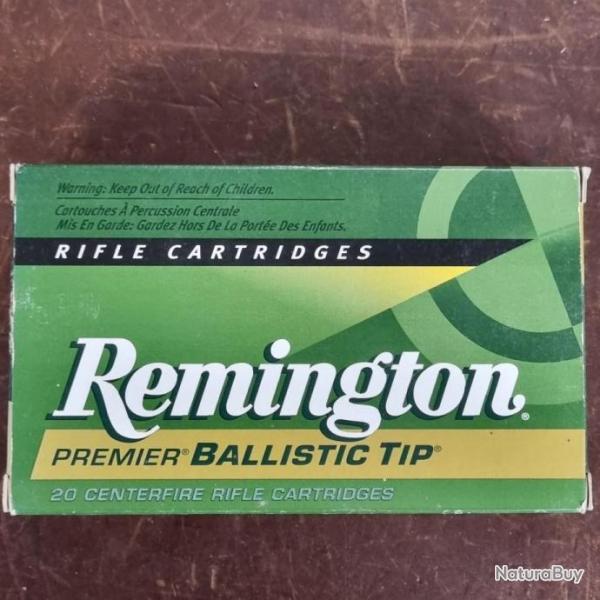 Warning: Keep Out of Reach of Children.
Cartouches À Percussion Centrale
Mis En Garde: Gardez Hors De La Portée Des Enfants.
RIFLE CARTRIDGES
Remington®
PREMIER® BALLISTIC TIP®
20 CENTERFIRE RIFLE CARTRIDGES
NaturaBuy